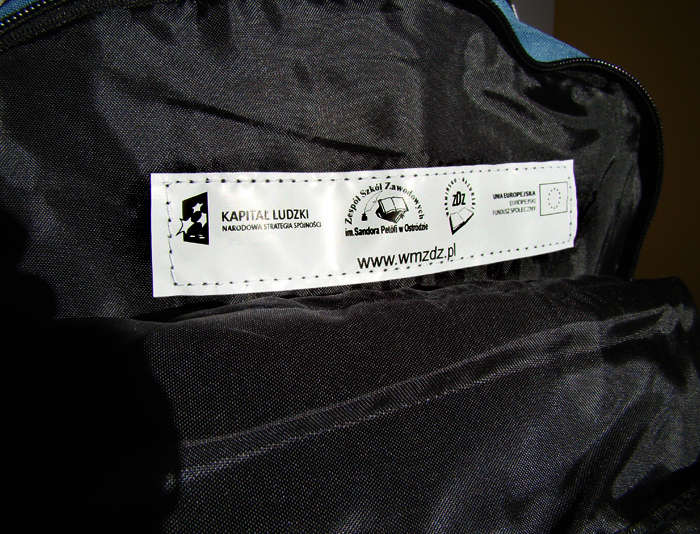 KAPITAŁ LUDZKI
NARODOWA STRATEGIA SPÓJNOŚCI
Zespół Szkół Zawodowych
im. Sandora Petöfi w Ostródzie
ZDZ
UNIA EUROPEJSKA
EUROPEJSKI
FUNDUSZ SPOŁECZNY
www.wmzdz.pl